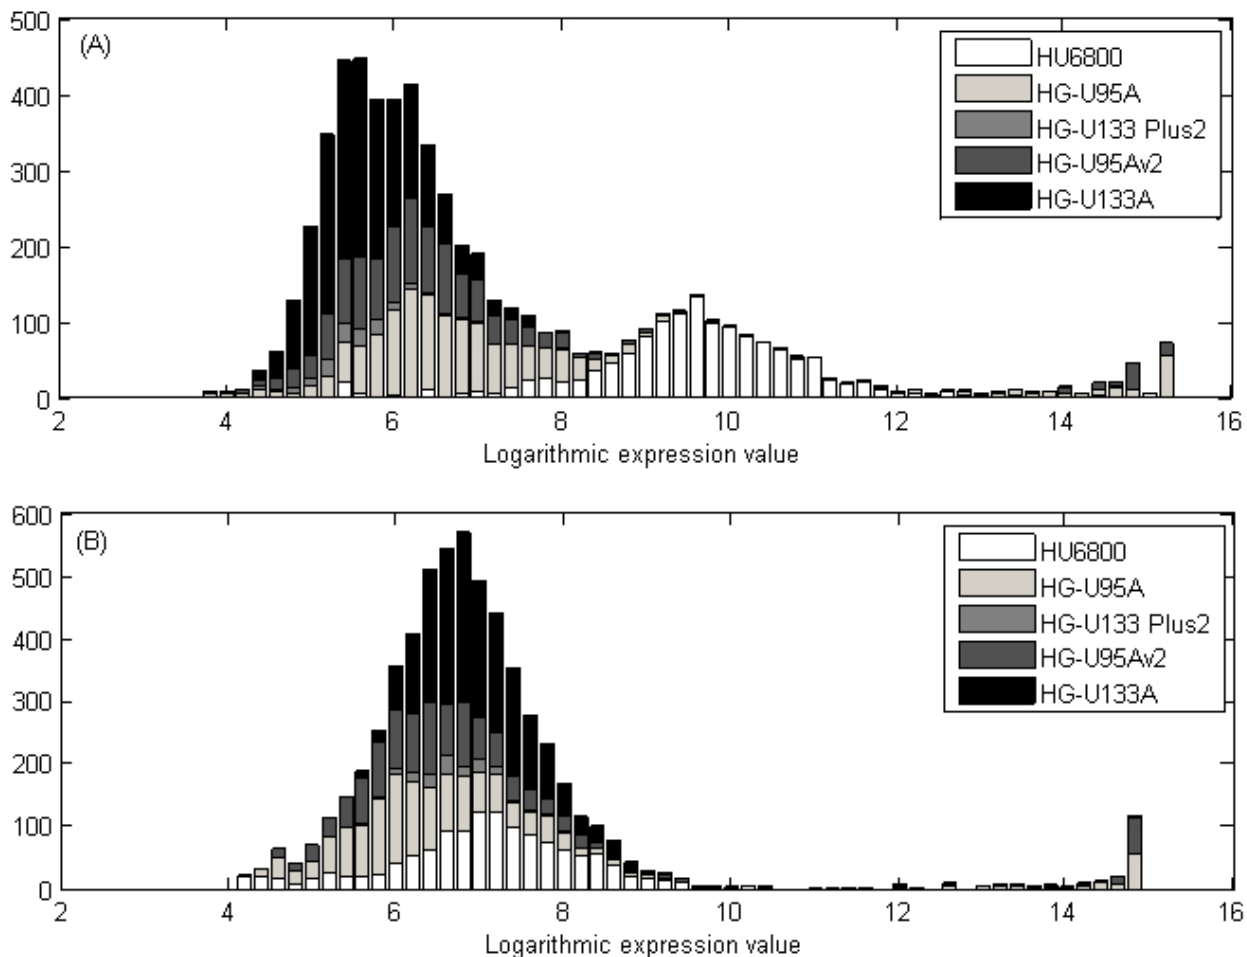 500
(A)
HU6800
HG-U95A
HG-U133 Plus2
HG-U95Av2
HG-U133A
400
300
200
100
0
2 4 6 8 10 12 14 16
Logarithmic expression value
600
(B)
HU6800
HG-U95A
HG-U133 Plus2
HG-U95Av2
HG-U133A
500
400
300
200
100
0
2 4 6 8 10 12 14 16
Logarithmic expression value